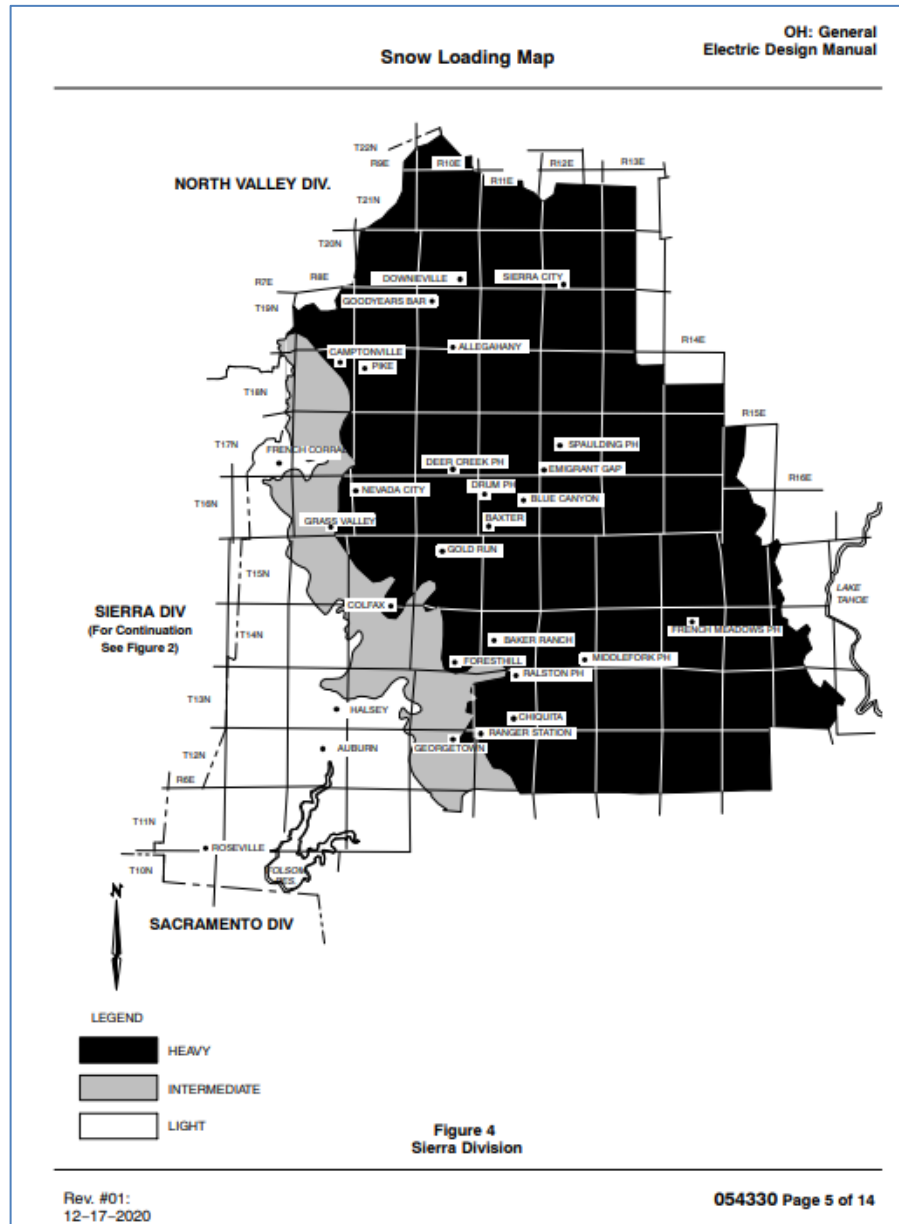 OH: General
Snow Loading Map
Electric Design Manual
T22N
R9E
R10E
R12E
R13E
R11E
NORTH VALLEY DIV.
T21N
T20N
R7E
R8E
DOWNIEVILLE
SIERRA CITY
GOODYEARS BAR
T19N
R14E
CAMPTONVILLE
ALLEGAHANY
PIKE
T18N
R15E
T17N
FRENCH CORRAL
SPAULDING PH
DEER CREEK PH
EMIGRANT GAP
R16E
NEVADA CITY
DRUM PH
BLUE CANYON
T16N
GRASS VALLEY
BAXTER
GOLD RUN
T15N
LAKE
TAHOE
SIERRA DIV
(For Continuation
See Figure 2)
COLFAX
T14N
FRENCH MEADOWS PH
BAKER RANCH
FORESTHILL
MIDDLEFORK PH
RALSTON PH
T13N
HALSEY
CHIQUITA
RANGER STATION
T12N
AUBURN
GEORGETOWN
R6E
T11N
ROSEVILLE
T10N
FOLSOM
RES.
N
SACRAMENTO DIV
LEGEND
HEAVY
INTERMEDIATE
LIGHT
Figure 4
Sierra Division
Rev. #01:
12-17-2020
054330 Page 5 of 14